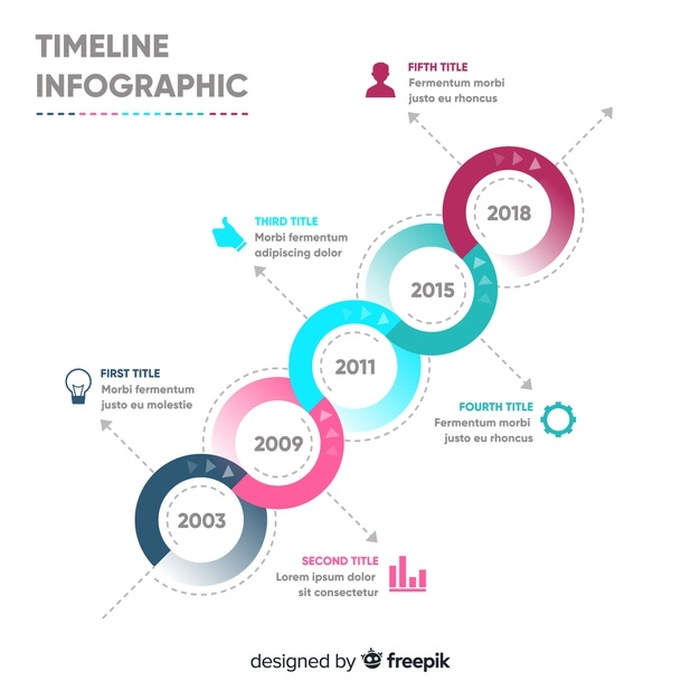 TIMELINE
INFOGRAPHIC
FIFTH TITLE
Fermentum morbi
justo eu rhoncus
2018
THIRD TITLE
Morbi fermentum
adipiscing dolor
2015
2011
FIRST TITLE
Morbi fermentum
justo eu molestie
FOURTH TITLE
Fermentum morbi
justo eu rhoncus
2009
2003
SECOND TITLE
Lorem ipsum dolor
sit consectetur
designed by freepik